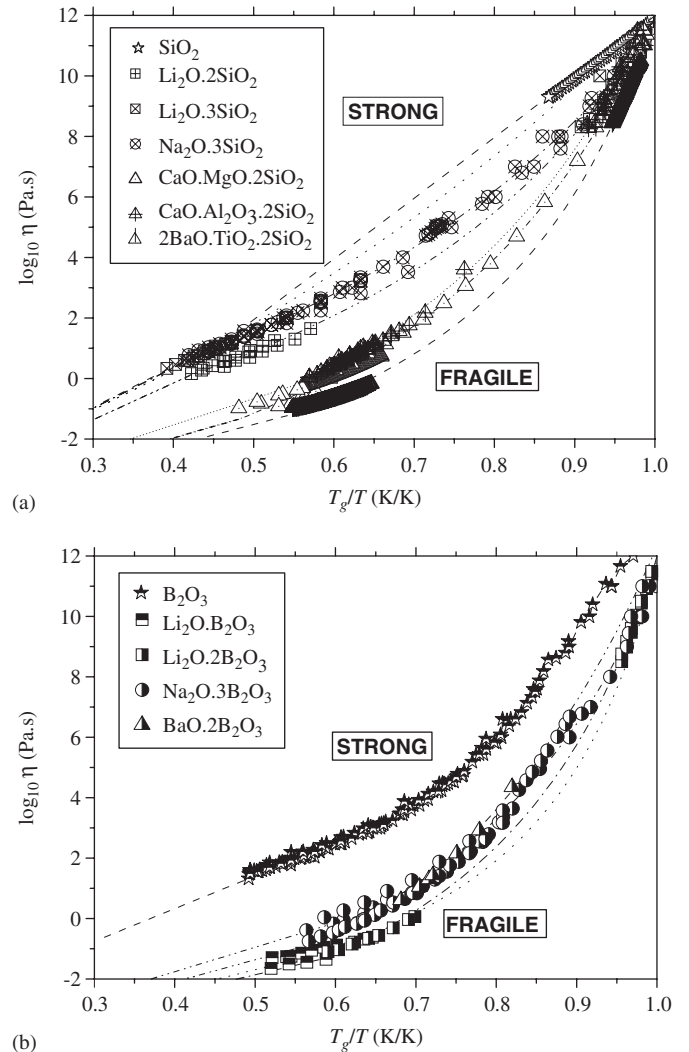 12
10
8
6
4
2
0
-2
log₁₀ η (Pa.s)
SiO₂
Li₂O.2SiO₂
Li₂O.3SiO₂
Na₂O.3SiO₂
CaO.MgO.2SiO₂
CaO.Al₂O₃.2SiO₂
2BaO.TiO₂.2SiO₂
STRONG
FRAGILE
0.3 0.4 0.5 0.6 0.7 0.8 0.9 1.0
(a)
T_g/T (K/K)
12
10
8
6
4
2
0
-2
log₁₀ η (Pa.s)
B₂O₃
Li₂O.B₂O₃
Li₂O.2B₂O₃
Na₂O.3B₂O₃
BaO.2B₂O₃
STRONG
FRAGILE
0.3 0.4 0.5 0.6 0.7 0.8 0.9 1.0
(b)
T_g/T (K/K)